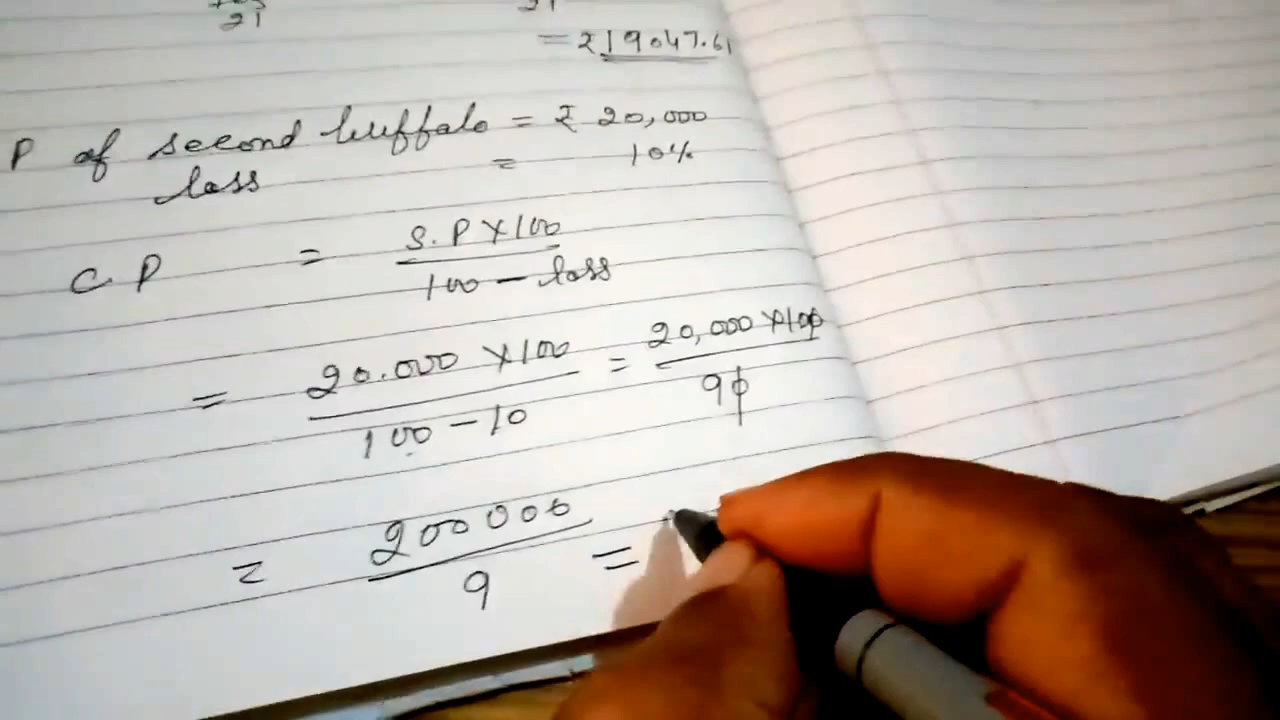 21
= ₹19047.61
P of second buffalo = ₹ 20,000
loss = 10%
C P = S.P×100 / 100 - loss
= 20.000 ×100 / 100 - 10 = 20,000 ×100 / 90
= 200000 / 9 =